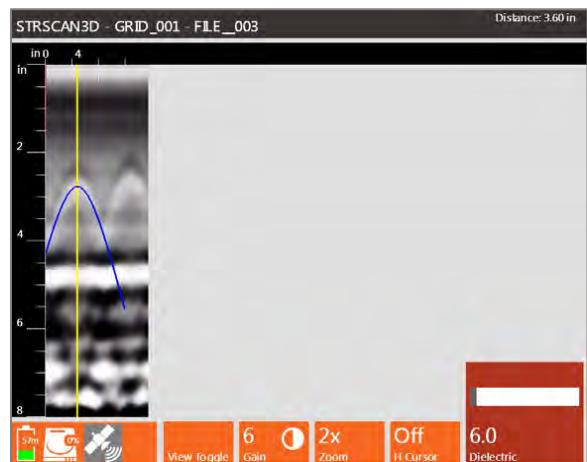 STRSCAN3D - GRID_001 - FILE__003
Distance: 3.60 in
in 0 4
in
2
4
6
8
57m
0%
View Toggle
6
Gain
2x
Zoom
Off
H Cursor
6.0
Dielectric